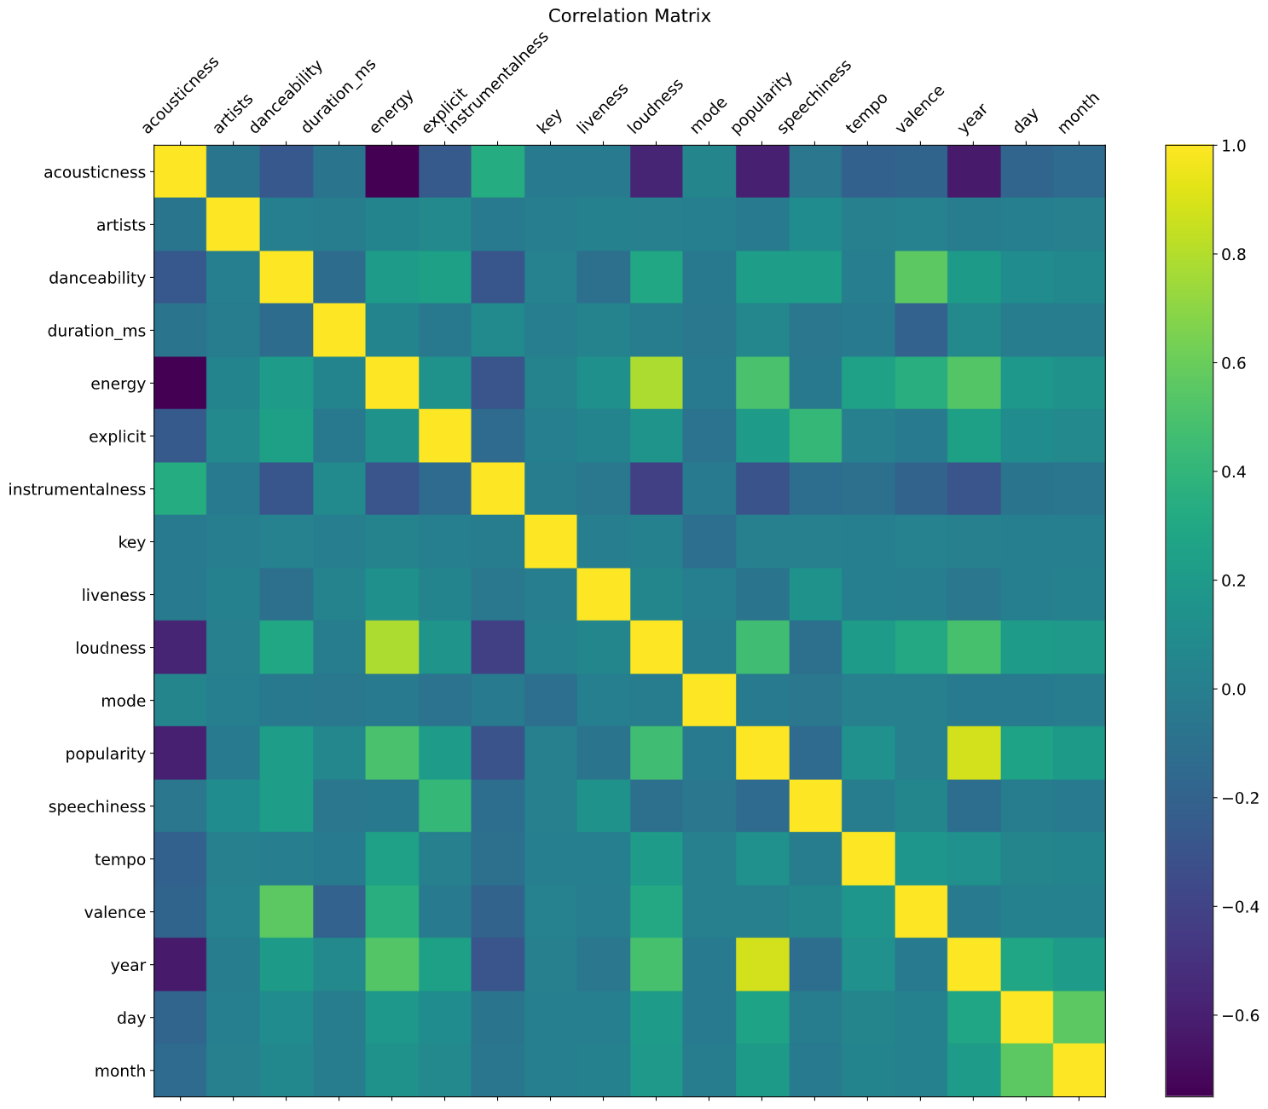 Correlation Matrix
acousticness
artists
danceability
duration_ms
energy
explicit
instrumentalness
key
liveness
loudness
mode
popularity
speechiness
tempo
valence
year
day
month
acousticness
artists
danceability
duration_ms
energy
explicit
instrumentalness
key
liveness
loudness
mode
popularity
speechiness
tempo
valence
year
day
month
1.0
0.8
0.6
0.4
0.2
0.0
−0.2
−0.4
−0.6